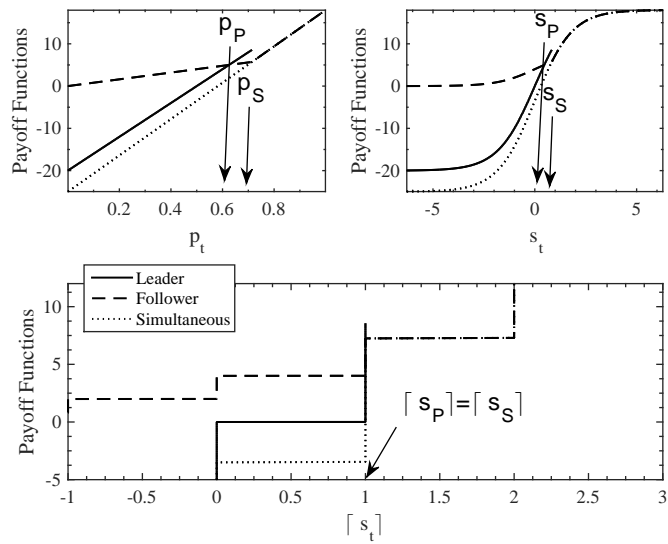 Payoff Functions
10
0
-10
-20
0.2
0.4
0.6
0.8
p_t
p_P
p_S
Payoff Functions
10
0
-10
-20
-5
0
5
s_t
s_P
s_S
Leader
Follower
Simultaneous
Payoff Functions
10
5
0
-5
-1
-0.5
0
0.5
1
1.5
2
2.5
3
⌈ s_t ⌉
⌈ s_P ⌉=⌈ s_S ⌉